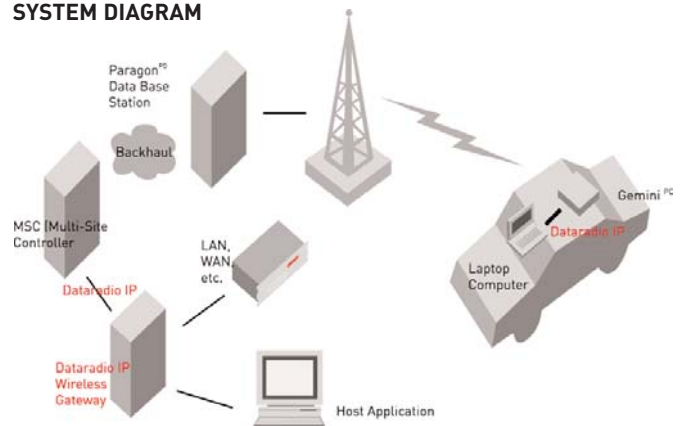 SYSTEM DIAGRAM
Paragon PD
Data Base
Station
Backhaul
MSC (Multi-Site
Controller
Dataradio IP
LAN,
WAN,
etc.
Dataradio IP
Wireless
Gateway
Host Application
Gemini PD
Dataradio IP
Laptop
Computer